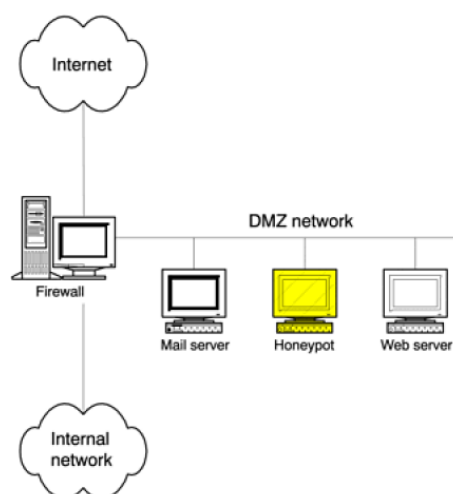 Internet
DMZ network
Firewall
Mail server
Honeypot
Web server
Internal
network